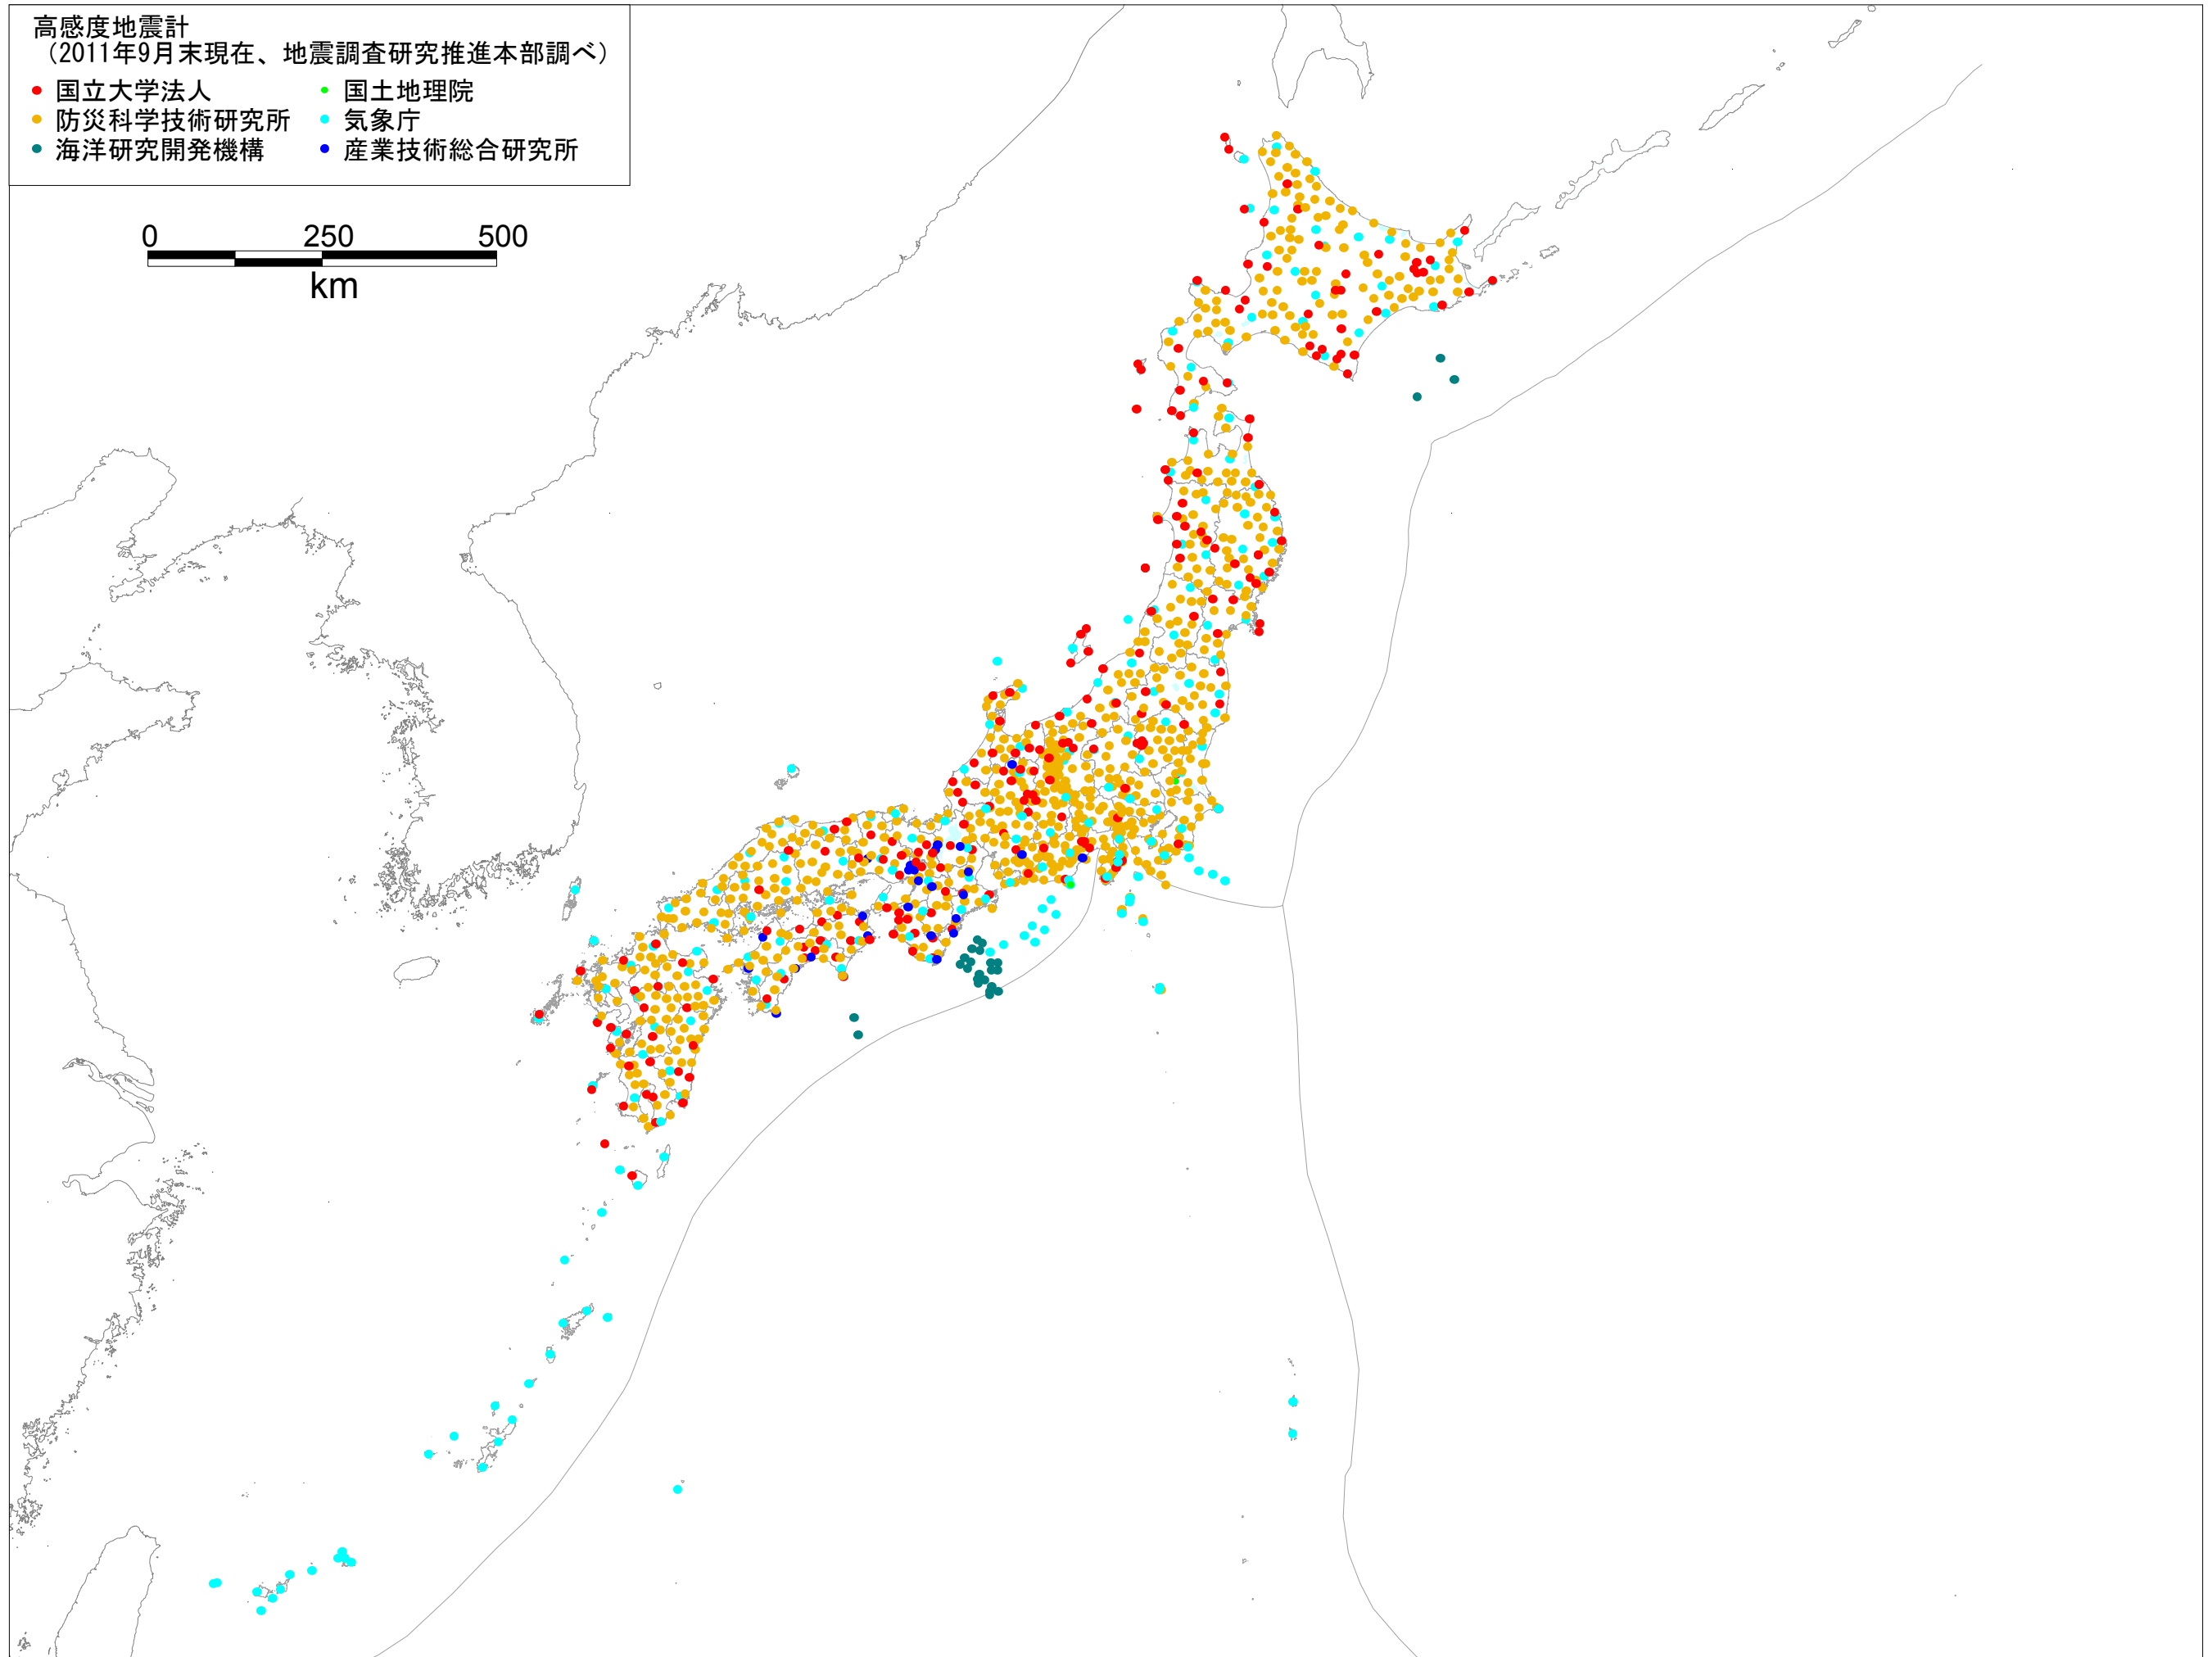 高感度地震計
（2011年9月末現在、地震調査研究推進本部調べ）
国立大学法人
国土地理院
防災科学技術研究所
気象庁
海洋研究開発機構
産業技術総合研究所
0 250 500
km